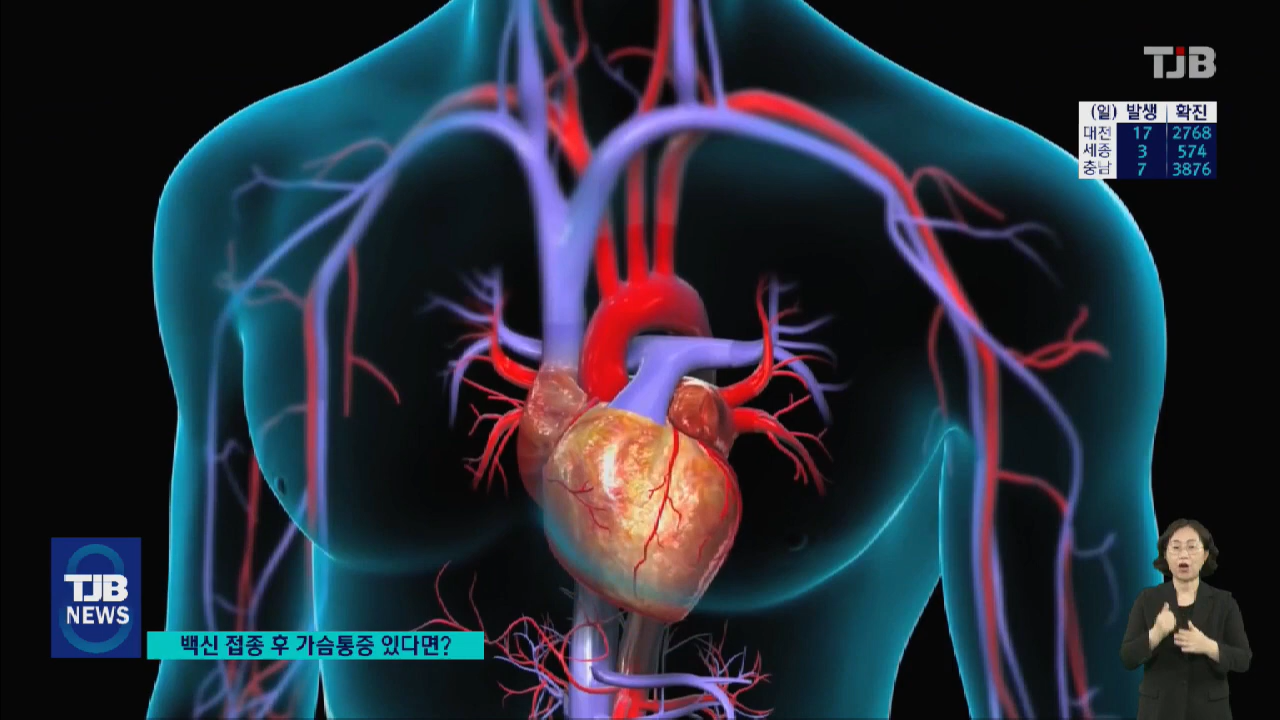 TJB
(일) 발생 확진
대전 17 2768
세종 3 574
충남 7 3876
TJB
NEWS
백신 접종 후 가슴통증 있다면?